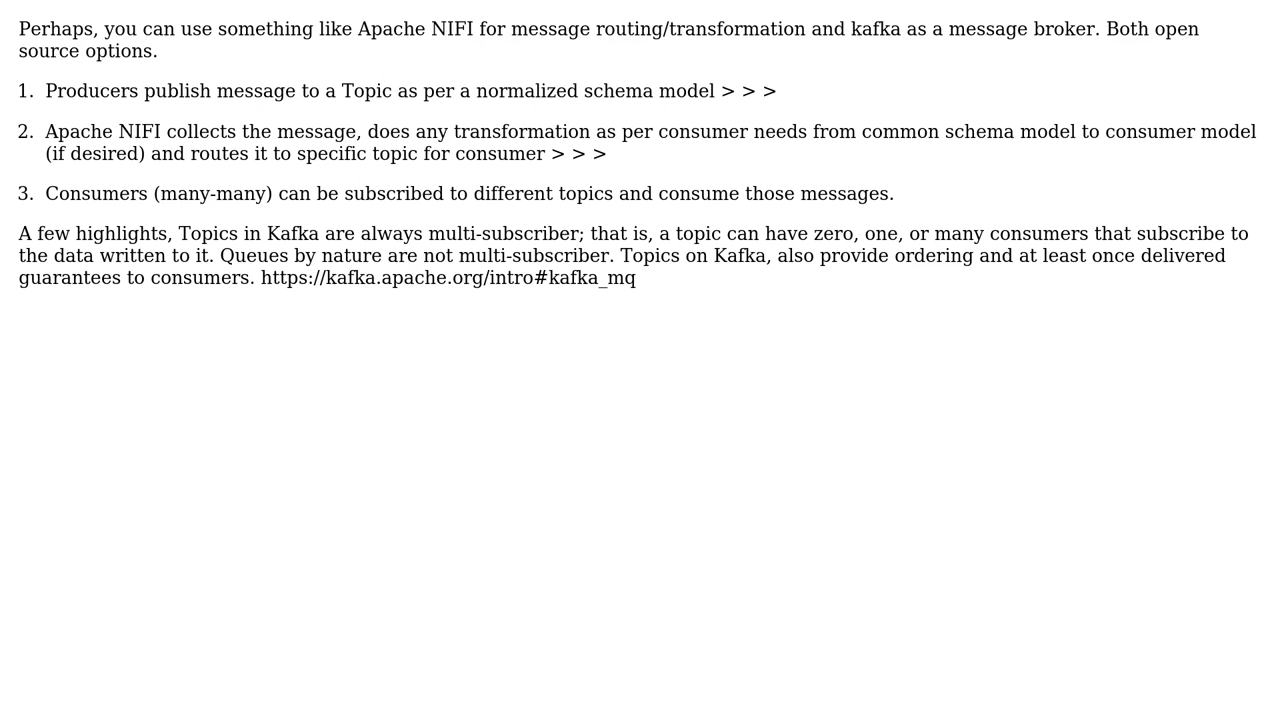 Perhaps, you can use something like Apache NIFI for message routing/transformation and kafka as a message broker. Both open
source options.
1. Producers publish message to a Topic as per a normalized schema model > > >
2. Apache NIFI collects the message, does any transformation as per consumer needs from common schema model to consumer model
(if desired) and routes it to specific topic for consumer > > >
3. Consumers (many-many) can be subscribed to different topics and consume those messages.
A few highlights, Topics in Kafka are always multi-subscriber; that is, a topic can have zero, one, or many consumers that subscribe to
the data written to it. Queues by nature are not multi-subscriber. Topics on Kafka, also provide ordering and at least once delivered
guarantees to consumers. https://kafka.apache.org/intro#kafka_mq